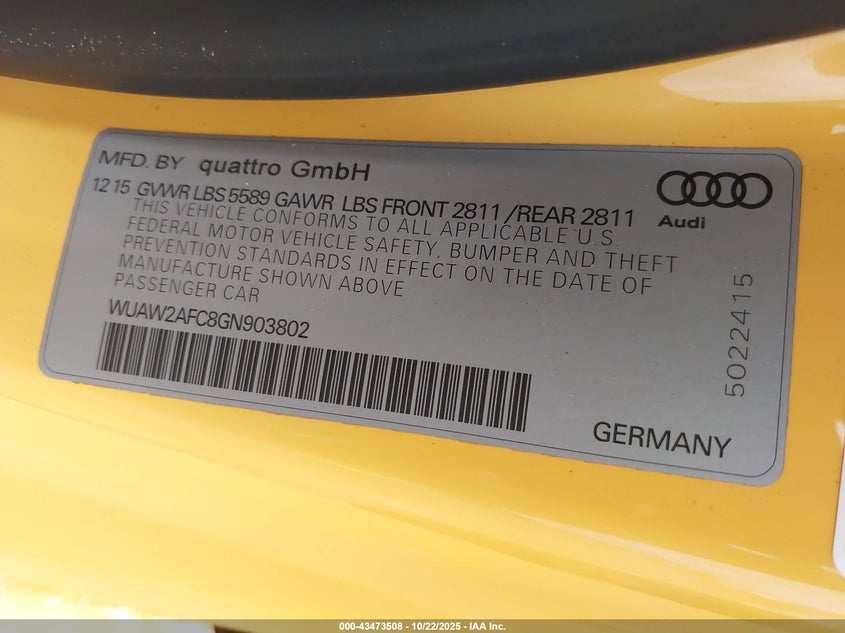 MFD. BY quattro GmbH
12 15 GVWR LBS 5589 GAWR LBS FRONT 2811 /REAR 2811
THIS VEHICLE CONFORMS TO ALL APPLICABLE U.S.
FEDERAL MOTOR VEHICLE SAFETY, BUMPER AND THEFT
PREVENTION STANDARDS IN EFFECT ON THE DATE OF
MANUFACTURE SHOWN ABOVE
PASSENGER CAR
WUAW2AFC8GN903802
Audi
5022415
GERMANY
000-43473508 - 10/22/2025 - IAA Inc.